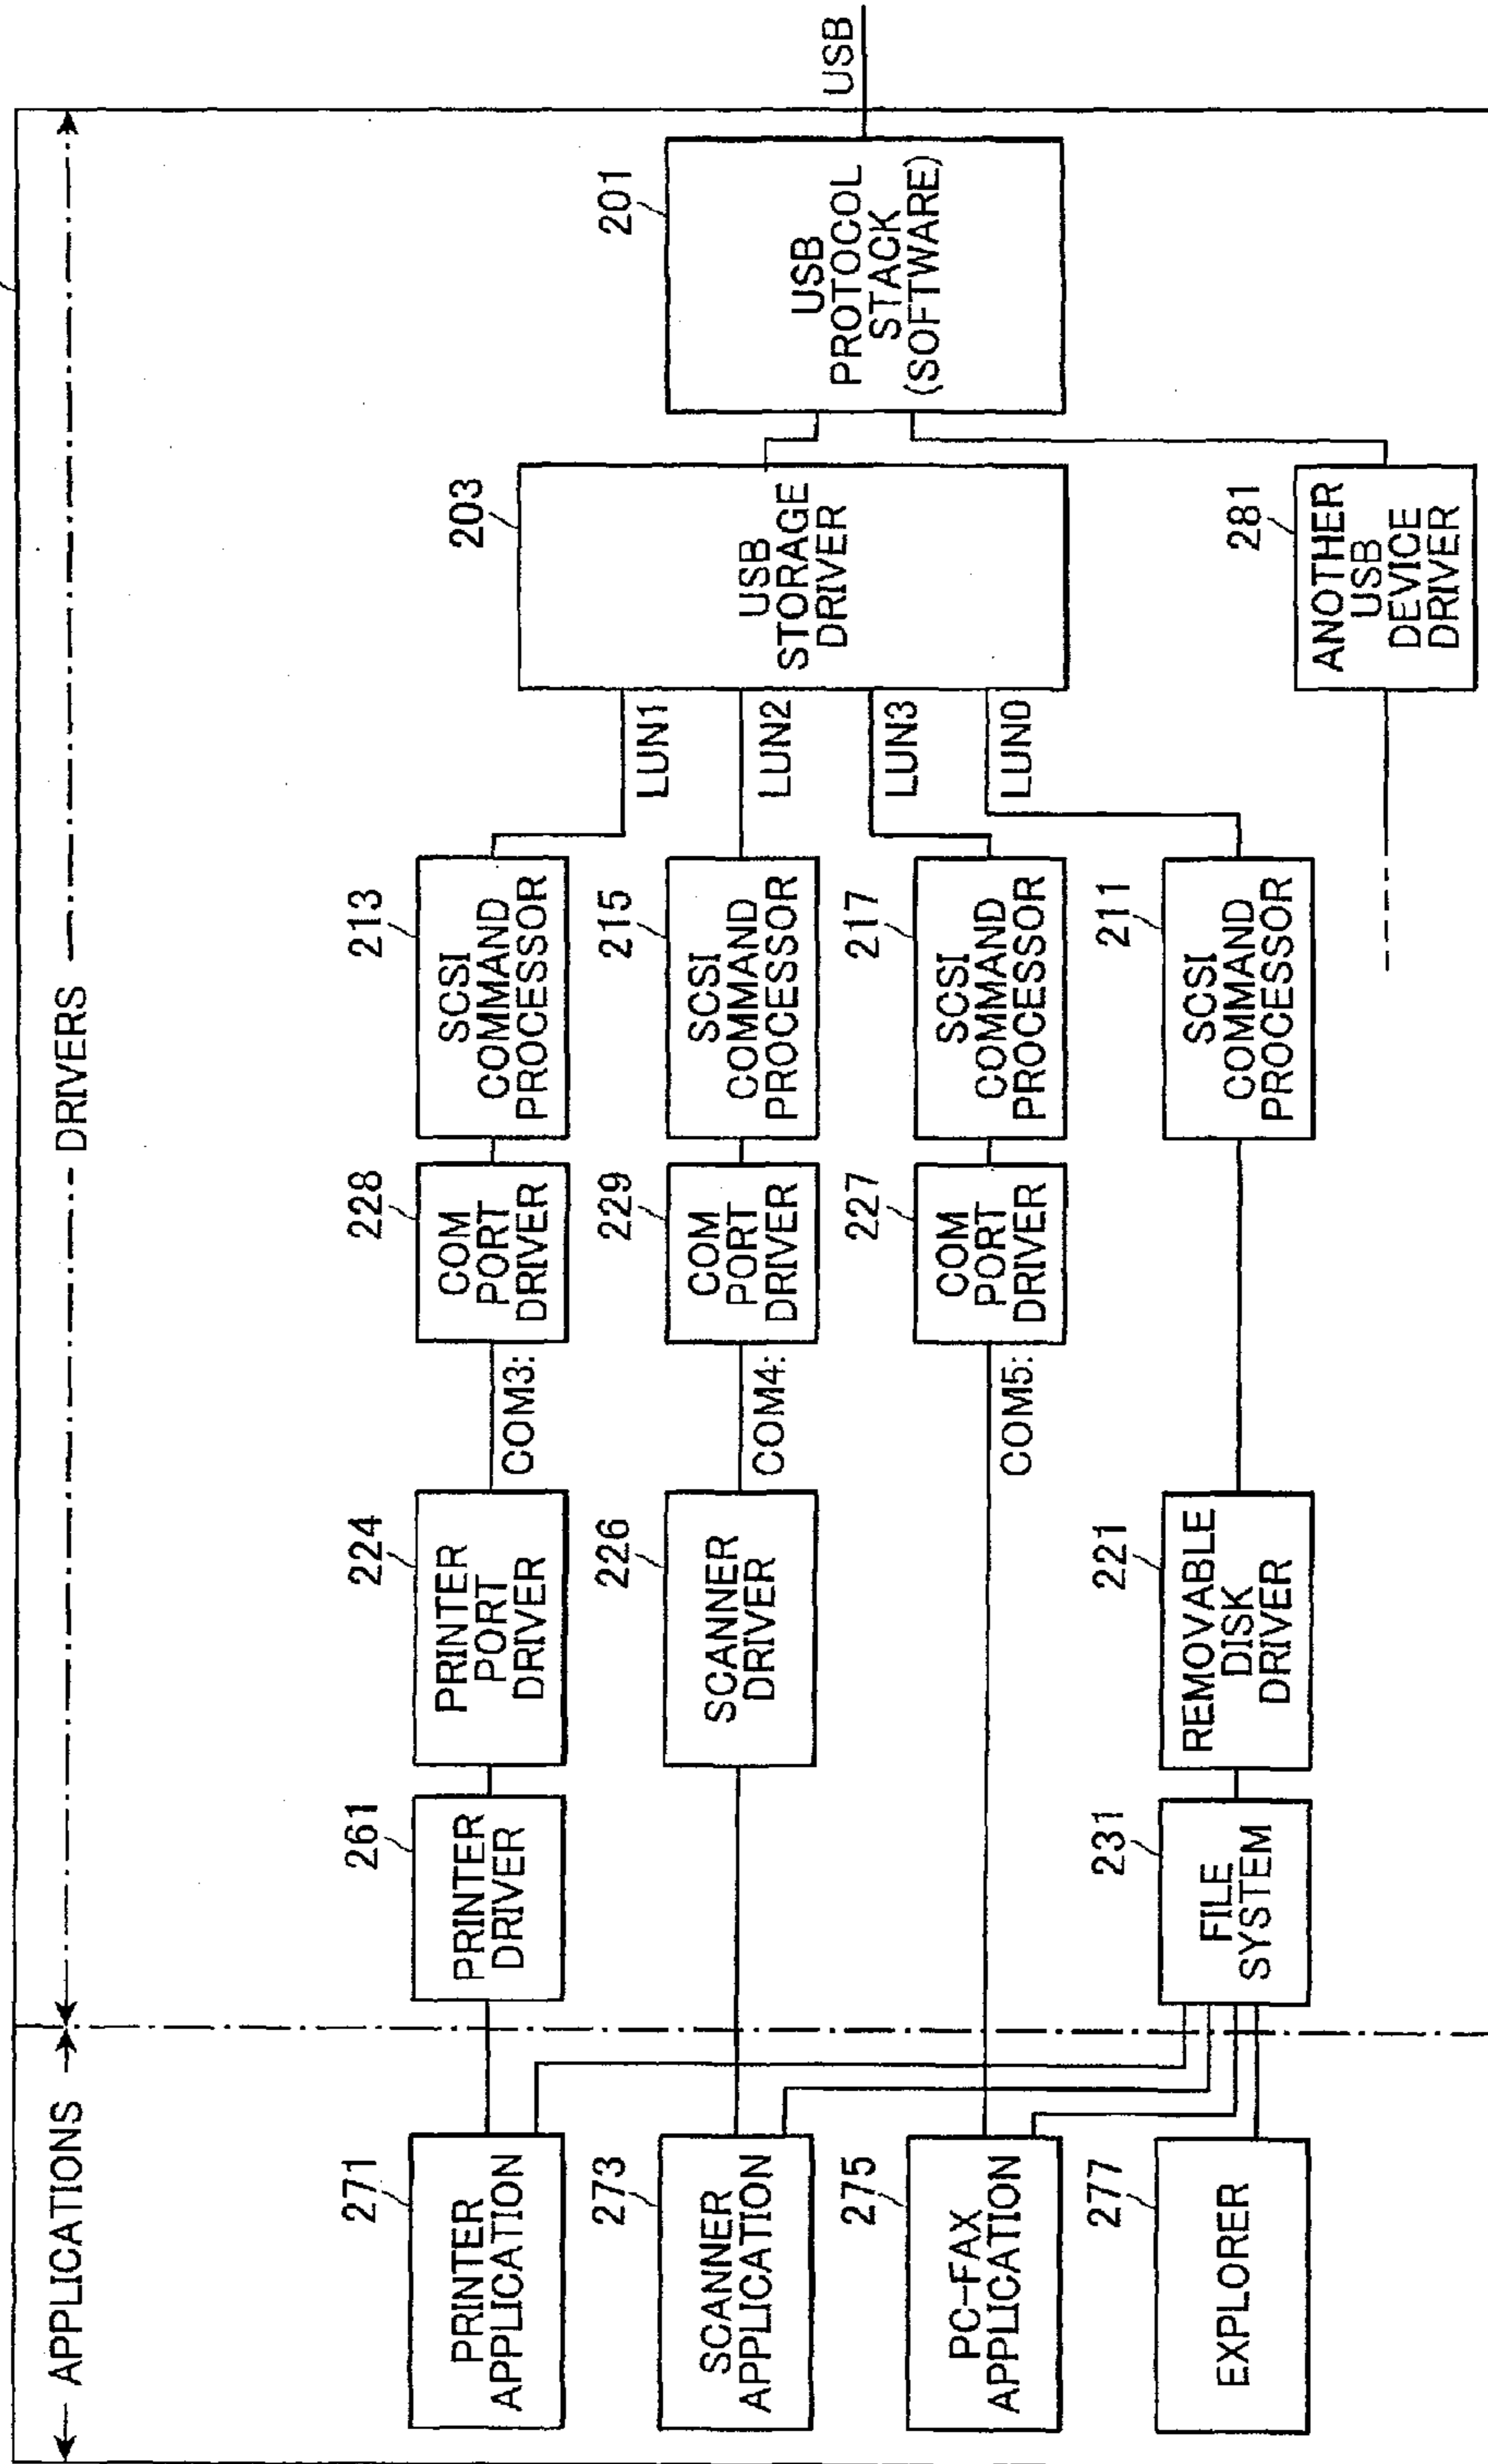 APPLICATIONS
DRIVERS
271
PRINTER
APPLICATION
261
PRINTER
DRIVER
224
PRINTER
PORT
DRIVER
COM3:
228
COM
PORT
DRIVER
213
SCSI
COMMAND
PROCESSOR
LUN1
273
SCANNER
APPLICATION
226
SCANNER
DRIVER
COM4:
229
COM
PORT
DRIVER
215
SCSI
COMMAND
PROCESSOR
LUN2
203
USB
STORAGE
DRIVER
201
USB
PROTOCOL
STACK
(SOFTWARE)
USB
275
PC-FAX
APPLICATION
COM5:
227
COM
PORT
DRIVER
217
SCSI
COMMAND
PROCESSOR
LUN3
277
EXPLORER
231
FILE
SYSTEM
221
REMOVABLE
DISK
DRIVER
211
SCSI
COMMAND
PROCESSOR
LUN0
281
ANOTHER
USB
DEVICE
DRIVER